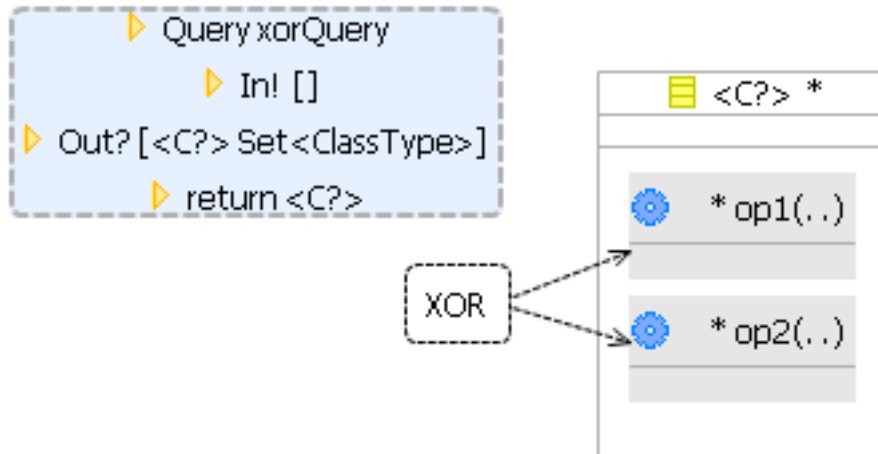 Query xorQuery
In! []
Out? [<C?> Set<ClassType>]
return <C?>
<C?> *
* op1(..)
XOR
* op2(..)